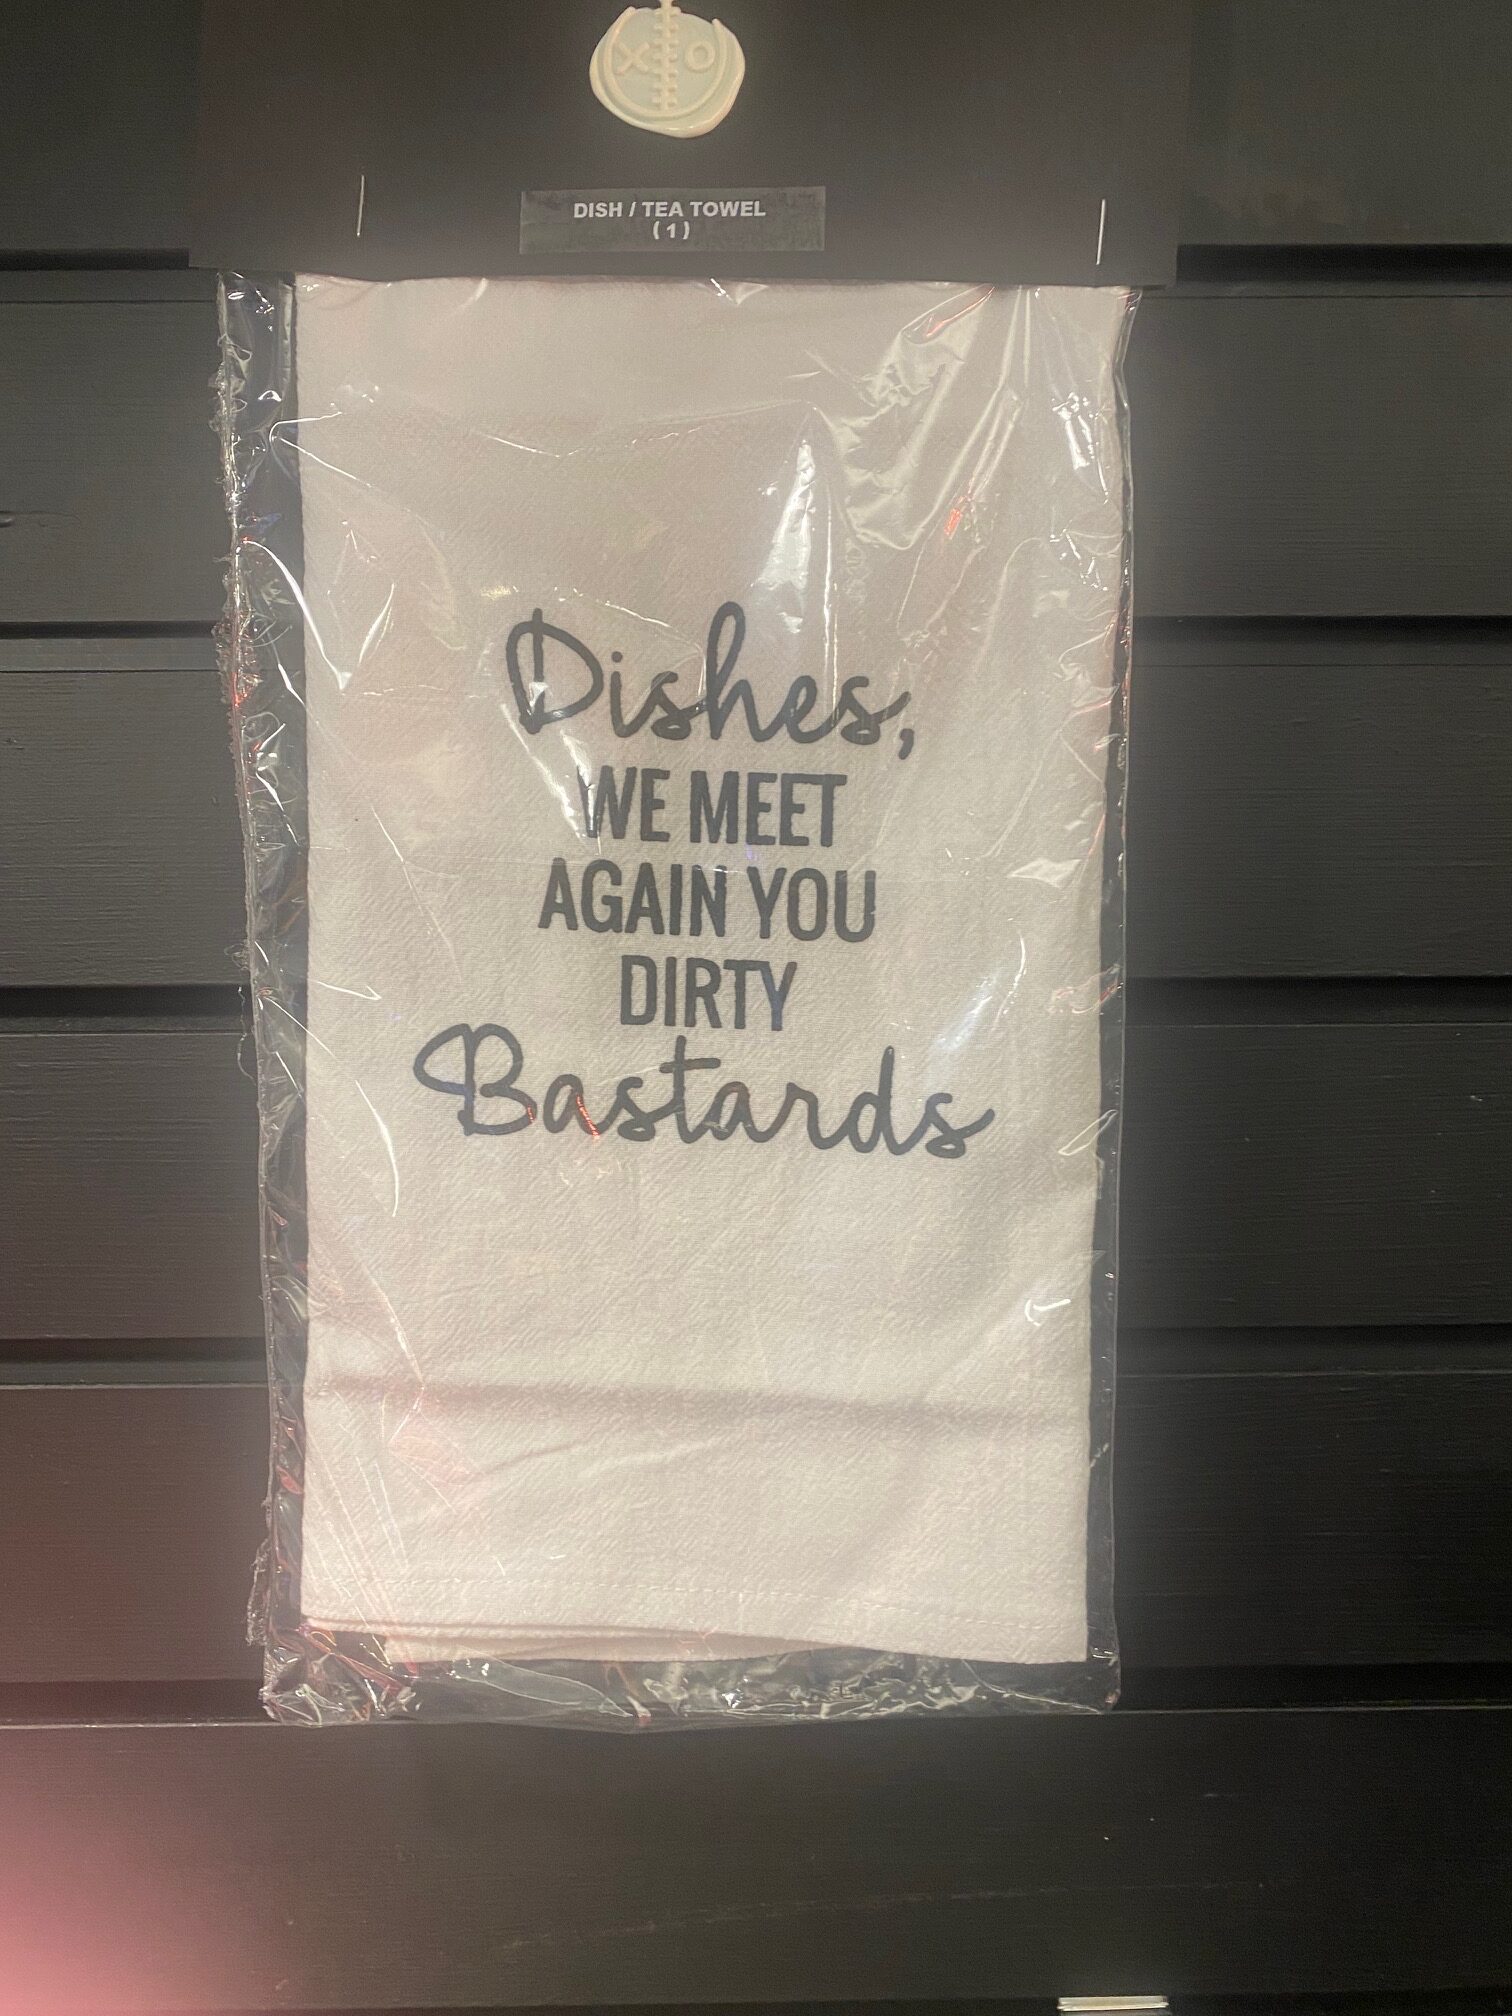 X O
DISH / TEA TOWEL
(1)
Dishes,
WE MEET
AGAIN YOU
DIRTY
Bastards